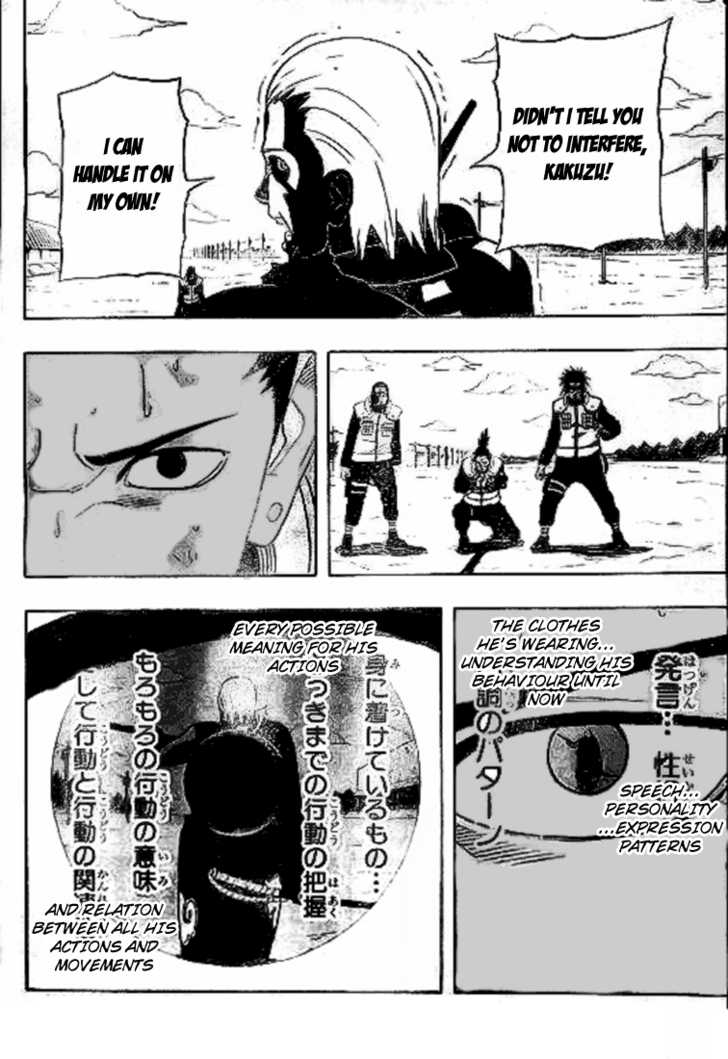 DIDN'T I TELL YOU
NOT TO INTERFERE,
KAKUZU!
I CAN
HANDLE IT ON
MY OWN!
THE CLOTHES
HE'S WEARING...
UNDERSTANDING HIS
BEHAVIOUR UNTIL
NOW
発言…性
調のパターン
SPEECH...
PERSONALITY
...EXPRESSION
PATTERNS
EVERY POSSIBLE
MEANING FOR HIS
ACTIONS
身に着けているもの…
つきまでの行動の把握
もろもろの行動の意味
して行動と行動の関
AND RELATION
BETWEEN ALL HIS
ACTIONS AND
MOVEMENTS